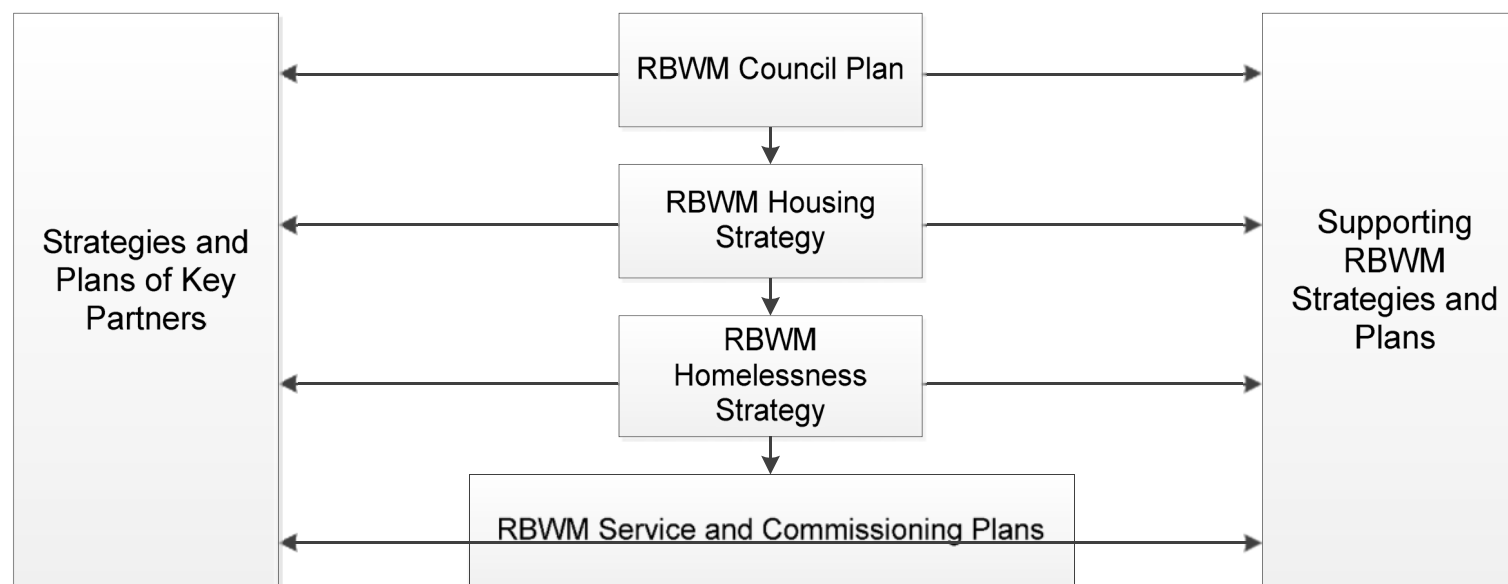 RBWM Council Plan
RBWM Housing
Strategy
Strategies and
Plans of Key
Partners
Supporting
RBWM
Strategies and
Plans
RBWM
Homelessness
Strategy
RBWM Service and Commissioning Plans